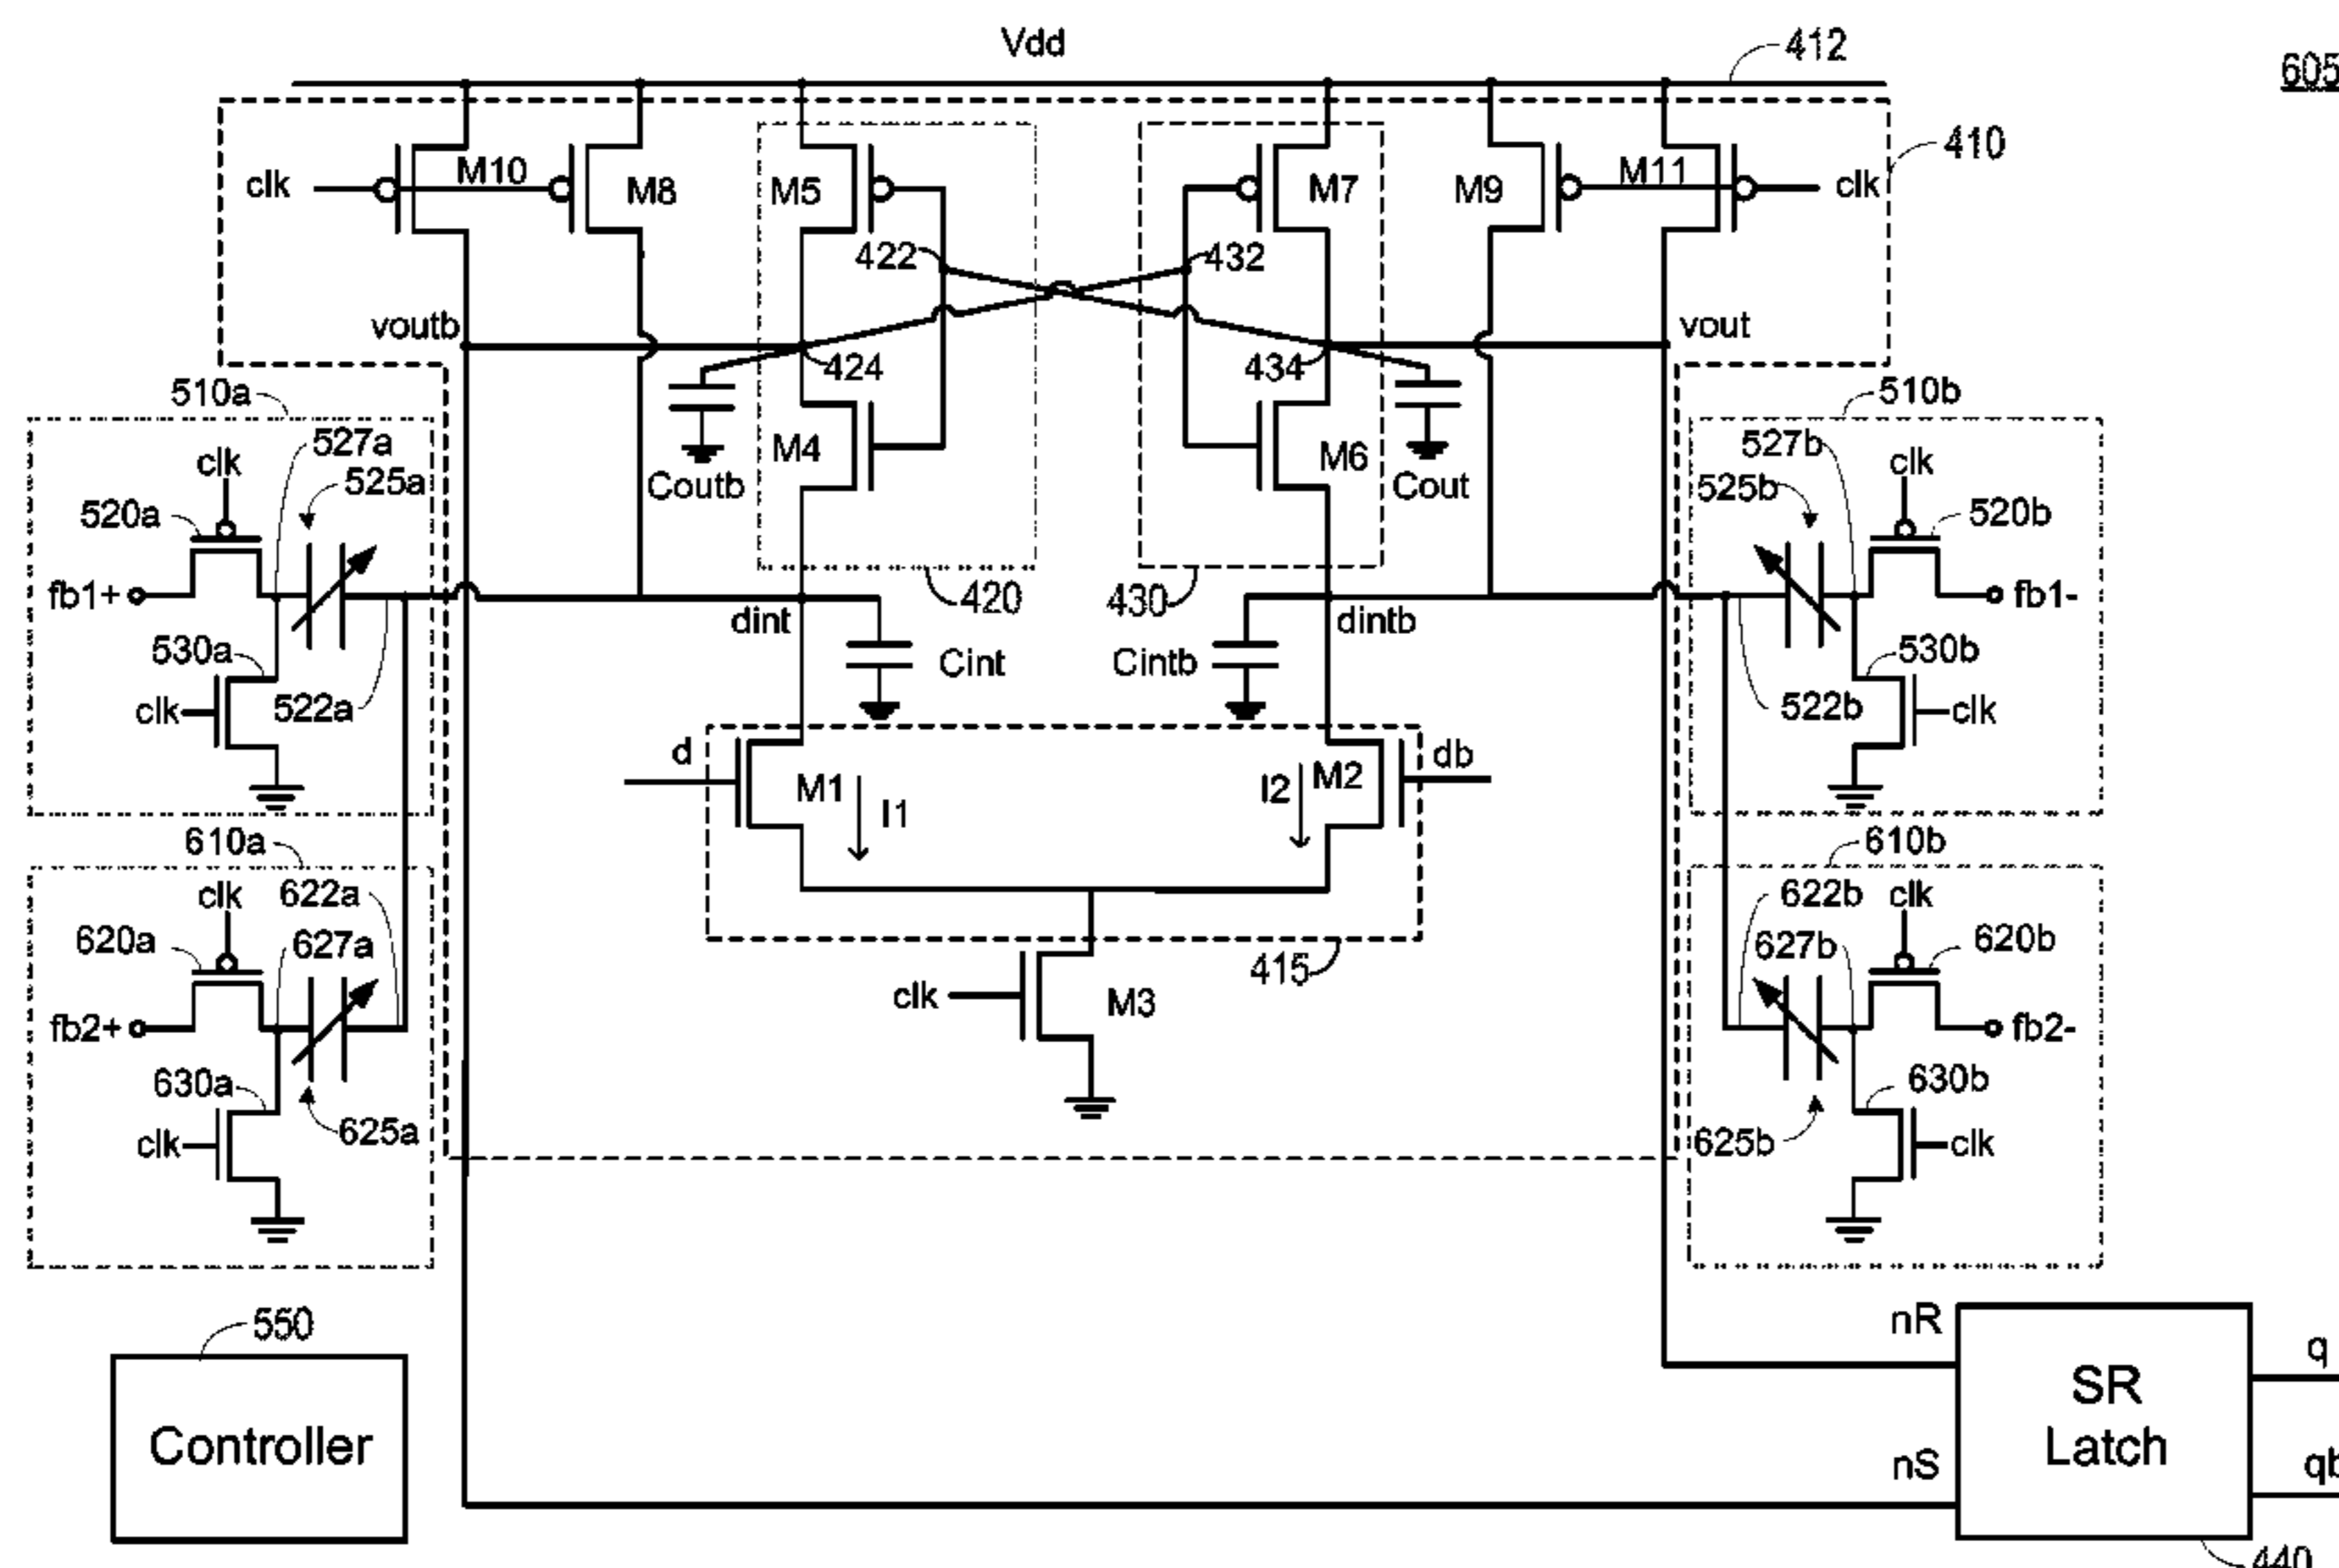 Vdd
412
605
410
clk
M10
M8
M5
M7
M9
M11
clk
422
432
voutb
vout
424
434
510a
510b
527a
clk
525a
520a
M4
Coutb
M6
Cout
527b
clk
525b
520b
fb1+
420
430
fb1-
dint
dintb
530a
Cint
Cintb
530b
clk
522a
522b
clk
d
M1
I1
I2
M2
db
610a
610b
clk
622a
622b
clk
620a
627a
627b
620b
415
clk
M3
fb2+
fb2-
630a
630b
clk
625a
625b
clk
550
Controller
nR
nS
SR
Latch
q
qb
440